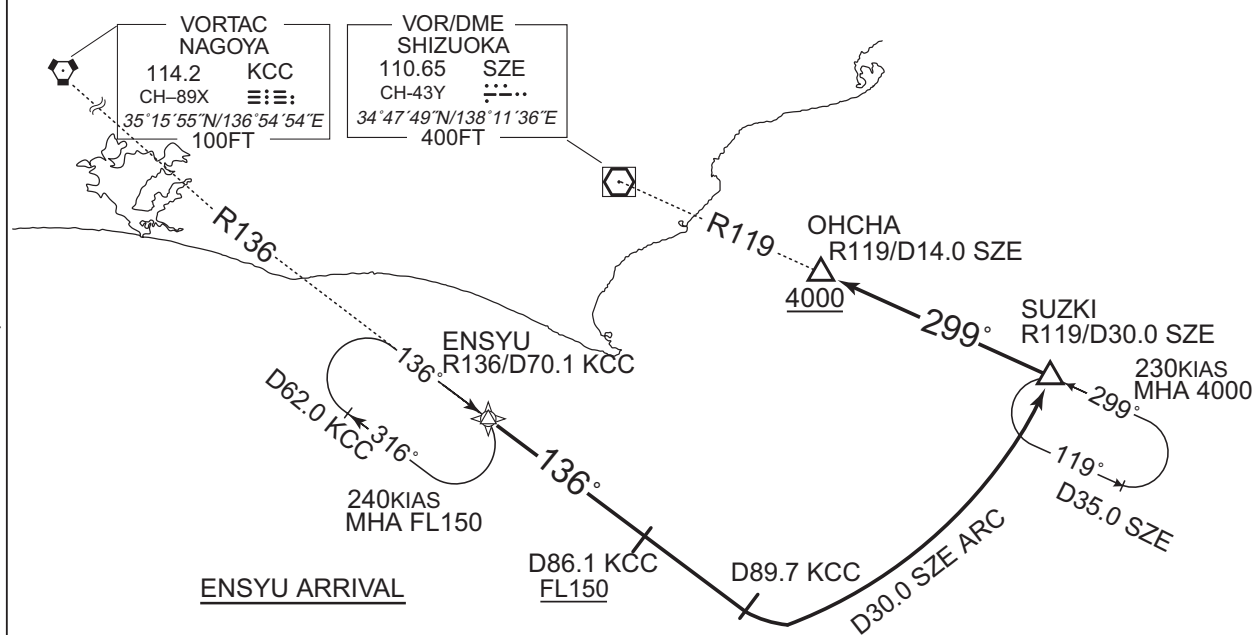 VORTAC
NAGOYA
114.2 KCC
CH–89X
35°15′55″N/136°54′54″E
100FT
VOR/DME
SHIZUOKA
110.65 SZE
CH-43Y
34°47′49″N/138°11′36″E
400FT
R136
R119
OHCHA
R119/D14.0 SZE
4000
299°
SUZKI
R119/D30.0 SZE
230KIAS
MHA 4000
299°
119°
D35.0 SZE
ENSYU
R136/D70.1 KCC
136°
D62.0 KCC
316°
240KIAS
MHA FL150
136°
D86.1 KCC
FL150
D89.7 KCC
D30.0 SZE ARC
ENSYU ARRIVAL